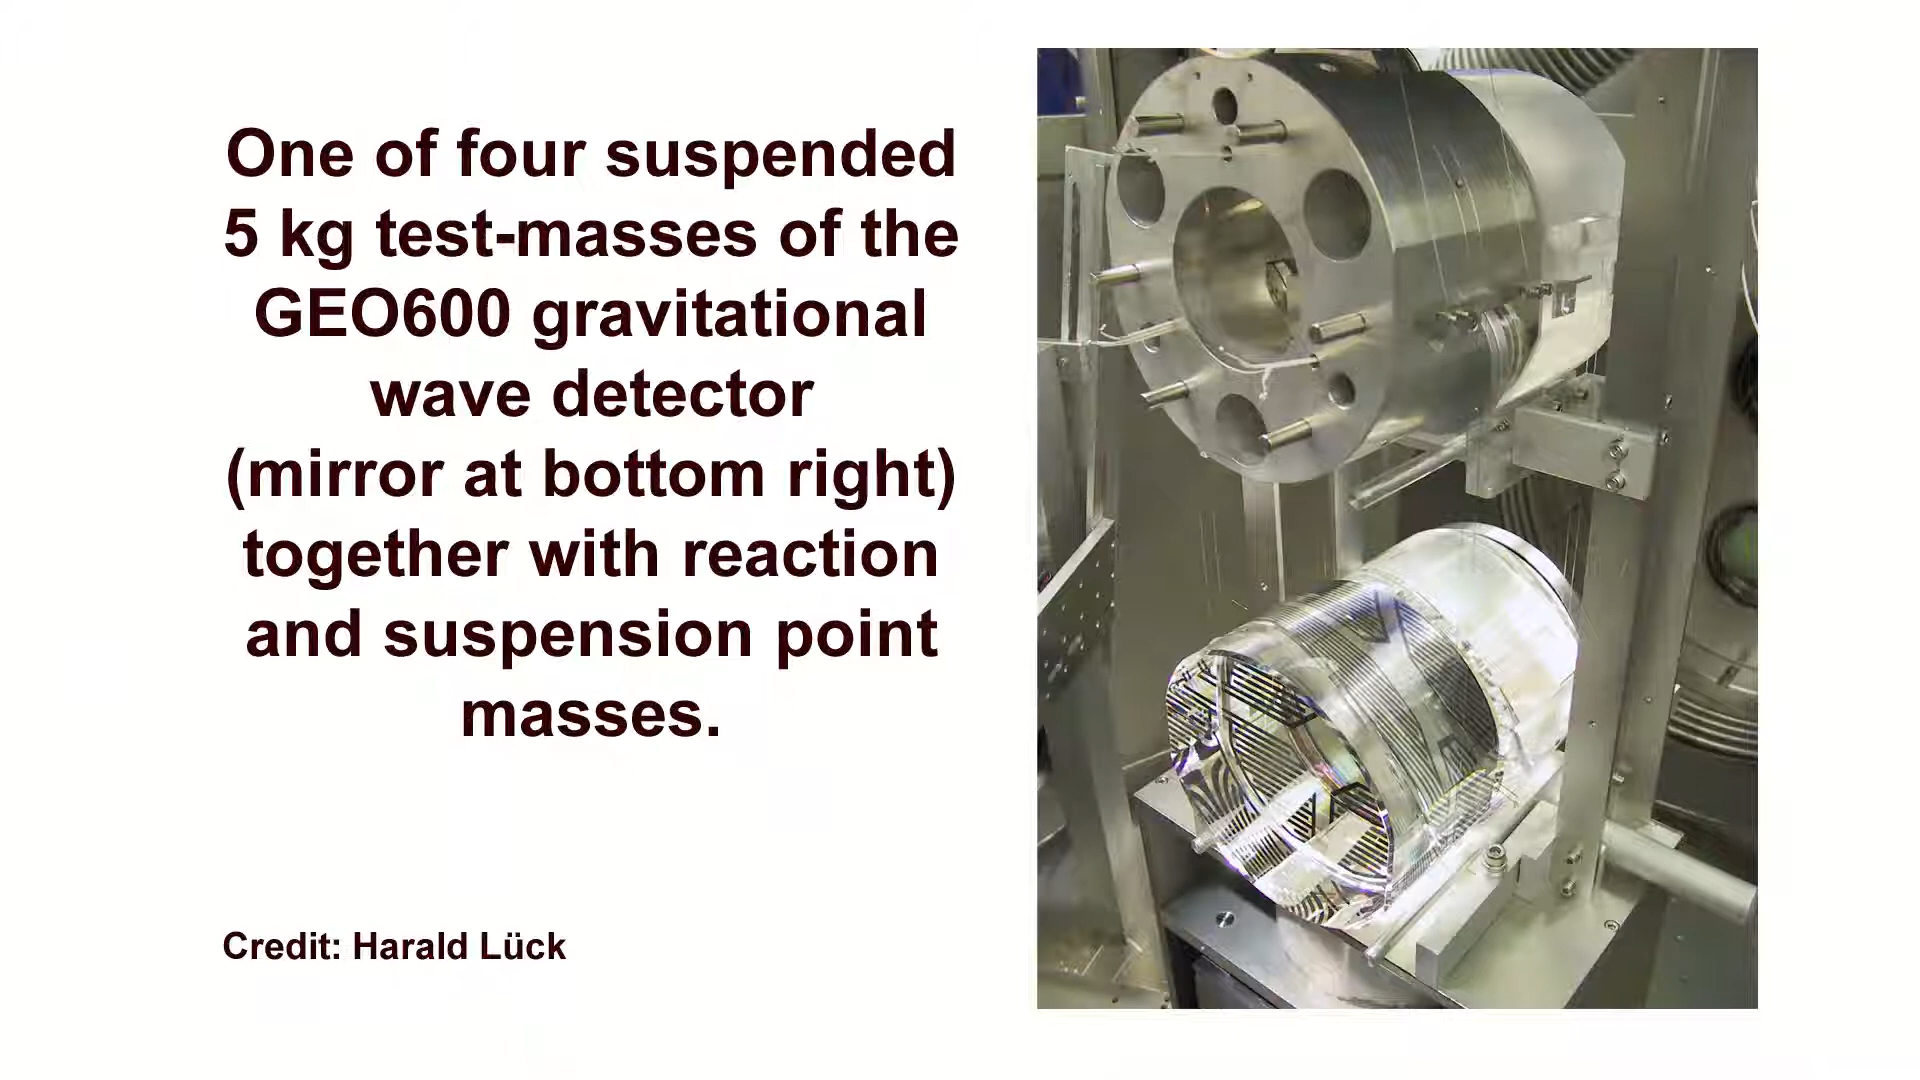 One of four suspended
5 kg test-masses of the
GEO600 gravitational
wave detector
(mirror at bottom right)
together with reaction
and suspension point
masses.
Credit: Harald Lück